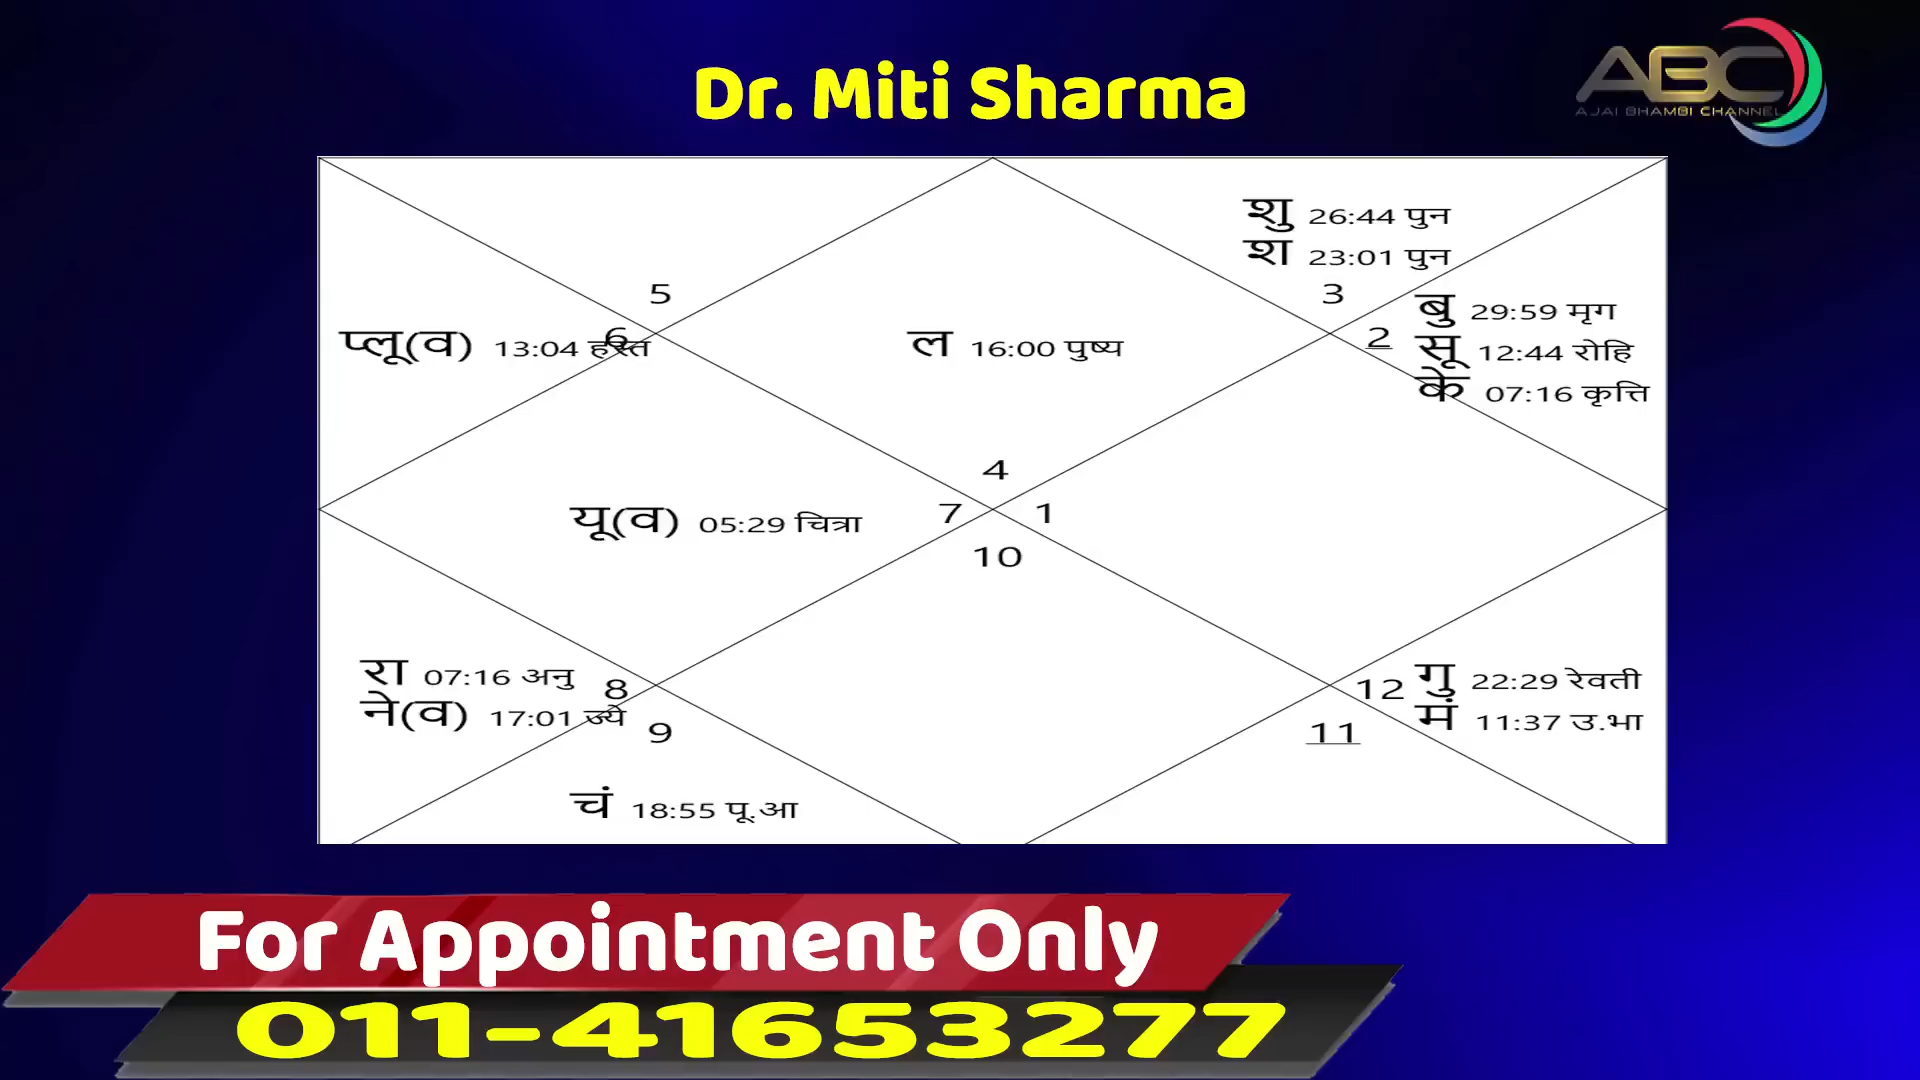 Dr. Miti Sharma
ABC
AJAI BHAMBI CHANNEL
शु 26:44 पुन
श 23:01 पुन
5
3
बु 29:59 मृग
प्लू(व) 13:04 हस्त
6
ल 16:00 पुष्य
2
सू 12:44 रोहि
के 07:16 कृत्ति
4
यू(व) 05:29 चित्रा
7
1
10
रा 07:16 अनु
8
12
गु 22:29 रेवती
ने(व) 17:01 ज्ये
9
11
मं 11:37 उ.भा
चं 18:55 पू.आ
For Appointment Only
011-41653277